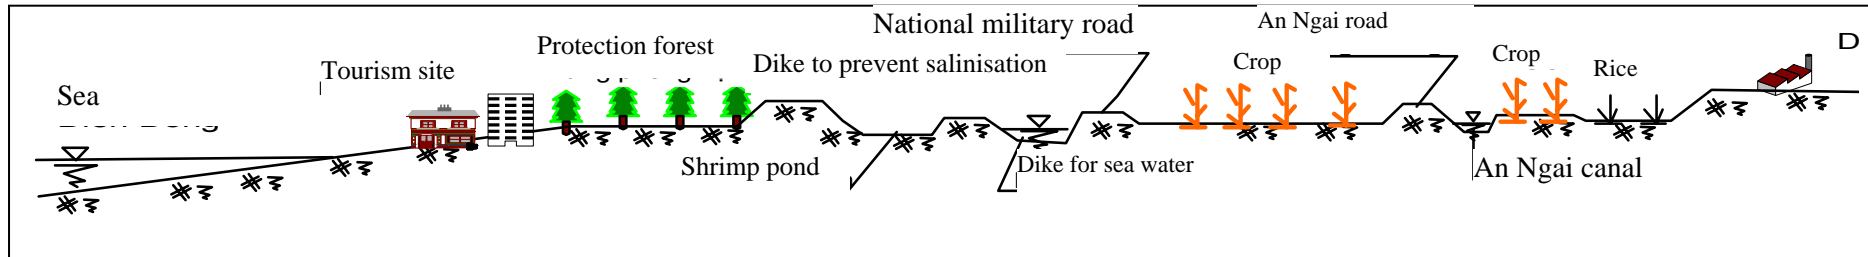 National military road
An Ngai road
Protection forest
Crop
Crop
Dike to prevent salinisation
Tourism site
Rice
Sea
Shrimp pond
Dike for sea water
An Ngai canal